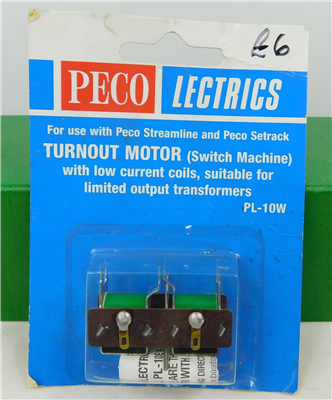 £6
PECO LECTRICS
For use with Peco Streamline and Peco Setrack
TURNOUT MOTOR (Switch Machine)
with low current coils, suitable for
limited output transformers
PL-10W